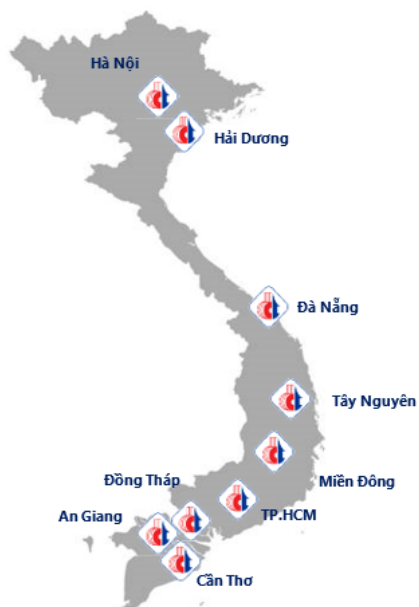 Hà Nội
Hải Dương
Đà Nẵng
Tây Nguyên
Đồng Tháp
Miền Đông
An Giang
TP.HCM
Cần Thơ